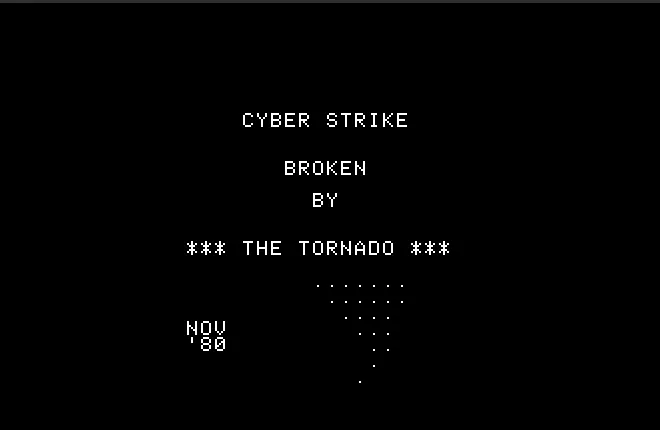 CYBER STRIKE
BROKEN
BY
*** THE TORNADO ***
. . . . . . .
. . . . . .
. . . .
. . .
. .
.
.
NOV
'80